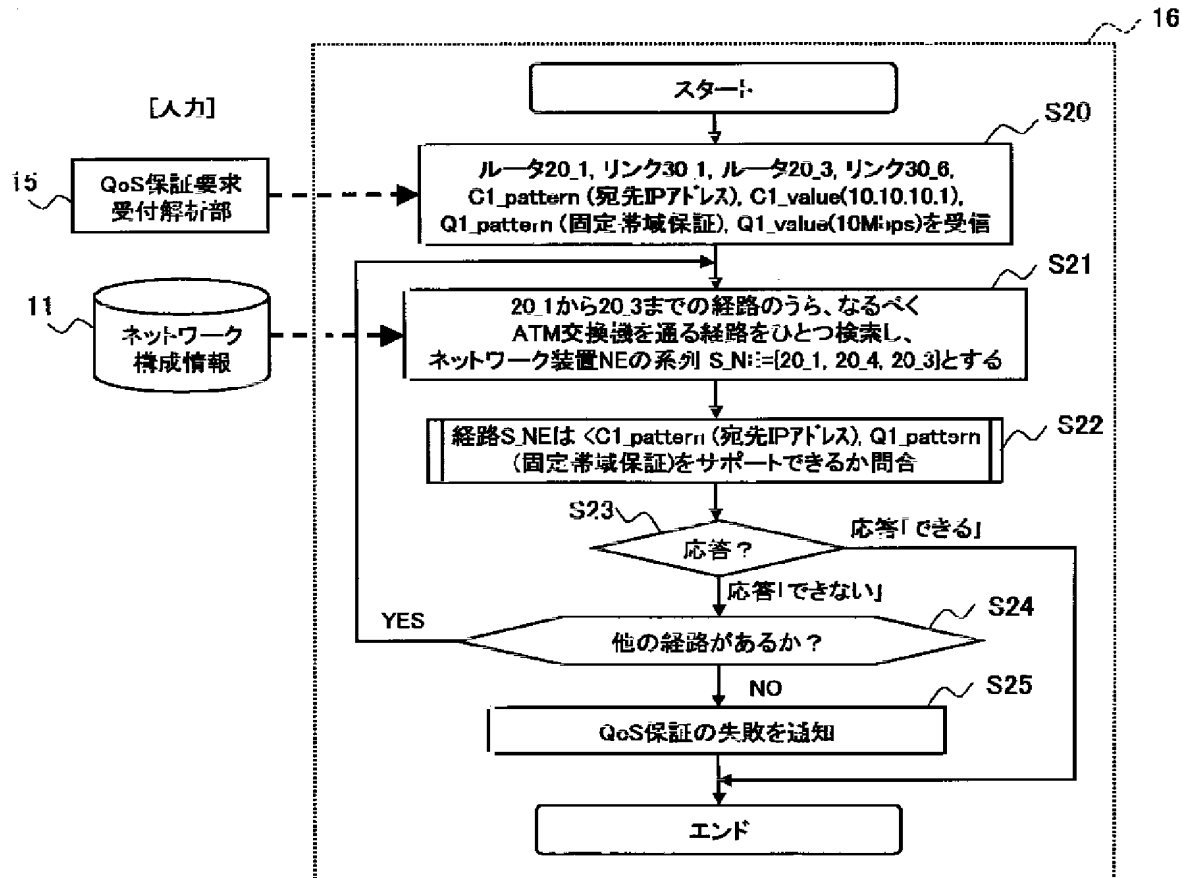 16
スタート
[入力]
S20
15
QoS保証要求
受付解析部
ルータ20_1, リンク30_1, ルータ20_3, リンク30_6,
C1_pattern (宛先IPアドレス), C1_value(10.10.10.1),
Q1_pattern (固定帯域保証), Q1_value(10Mbps)を受信
S21
11
ネットワーク
構成情報
20_1から20_3までの経路のうち、なるべく
ATM交換機を通る経路をひとつ検索し、
ネットワーク装置NEの系列 S_NE=[20_1, 20_4, 20_3]とする
S22
経路S_NEは <C1_pattern (宛先IPアドレス), Q1_pattern
(固定帯域保証)をサポートできるか問合
S23
応答？
応答「できる」
応答「できない」
YES
S24
他の経路があるか？
NO
S25
QoS保証の失敗を通知
エンド